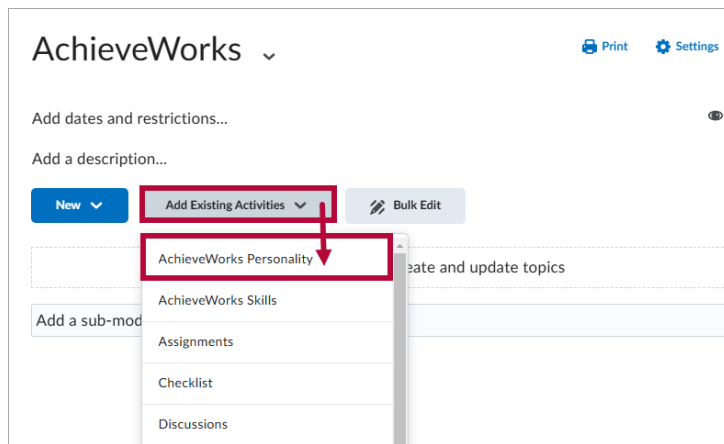 AchieveWorks
Print
Settings
Add dates and restrictions...
Add a description...
New
Add Existing Activities
Bulk Edit
AchieveWorks Personality
eate and update topics
AchieveWorks Skills
Add a sub-mod
Assignments
Checklist
Discussions